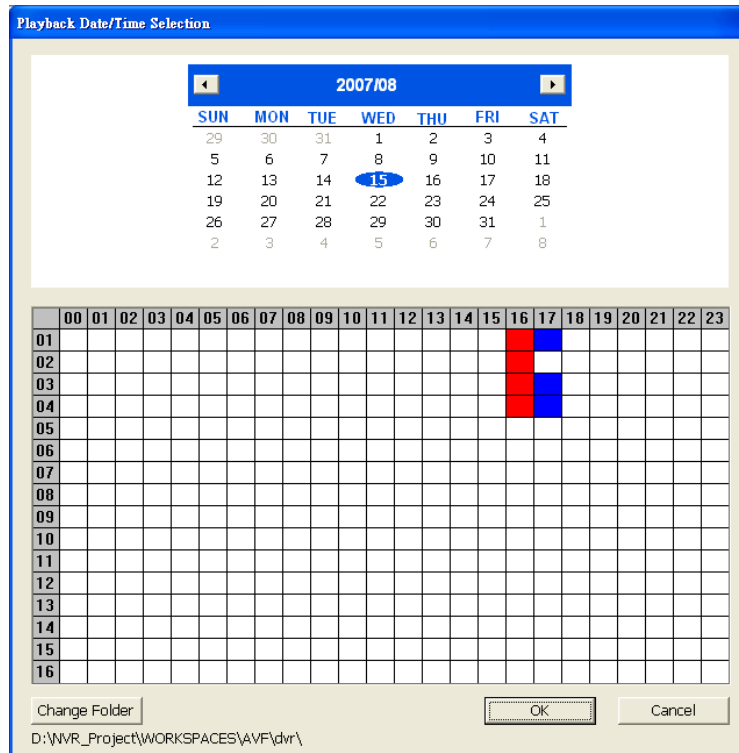 Playback Date/Time Selection
2007/08
SUN MON TUE WED THU FRI SAT
29 30 31 1 2 3 4
5 6 7 8 9 10 11
12 13 14 15 16 17 18
19 20 21 22 23 24 25
26 27 28 29 30 31 1
2 3 4 5 6 7 8
00 01 02 03 04 05 06 07 08 09 10 11 12 13 14 15 16 17 18 19 20 21 22 23
01
02
03
04
05
06
07
08
09
10
11
12
13
14
15
16
Change Folder OK Cancel
D:\NVR_Project\WORKSPACES\AVF\dvr\